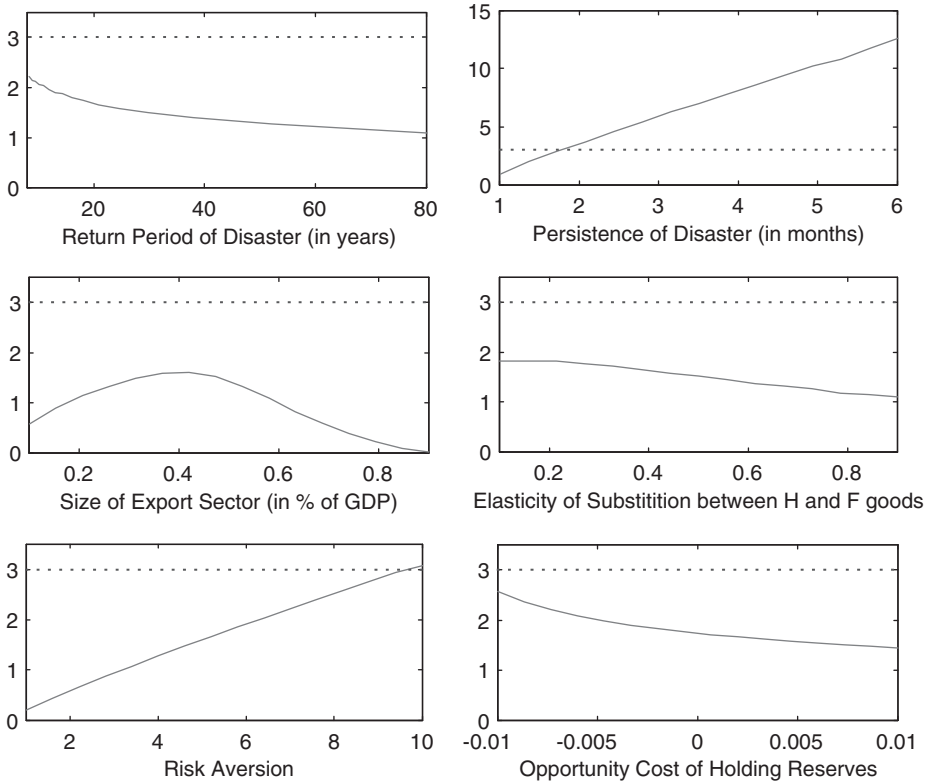 3
2
1
0
20 40 60 80
Return Period of Disaster (in years)
15
10
5
0
1 2 3 4 5 6
Persistence of Disaster (in months)
3
2
1
0
0.2 0.4 0.6 0.8
Size of Export Sector (in % of GDP)
3
2
1
0
0.2 0.4 0.6 0.8
Elasticity of Substitition between H and F goods
3
2
1
0
2 4 6 8 10
Risk Aversion
3
2
1
0
-0.01 -0.005 0 0.005 0.01
Opportunity Cost of Holding Reserves